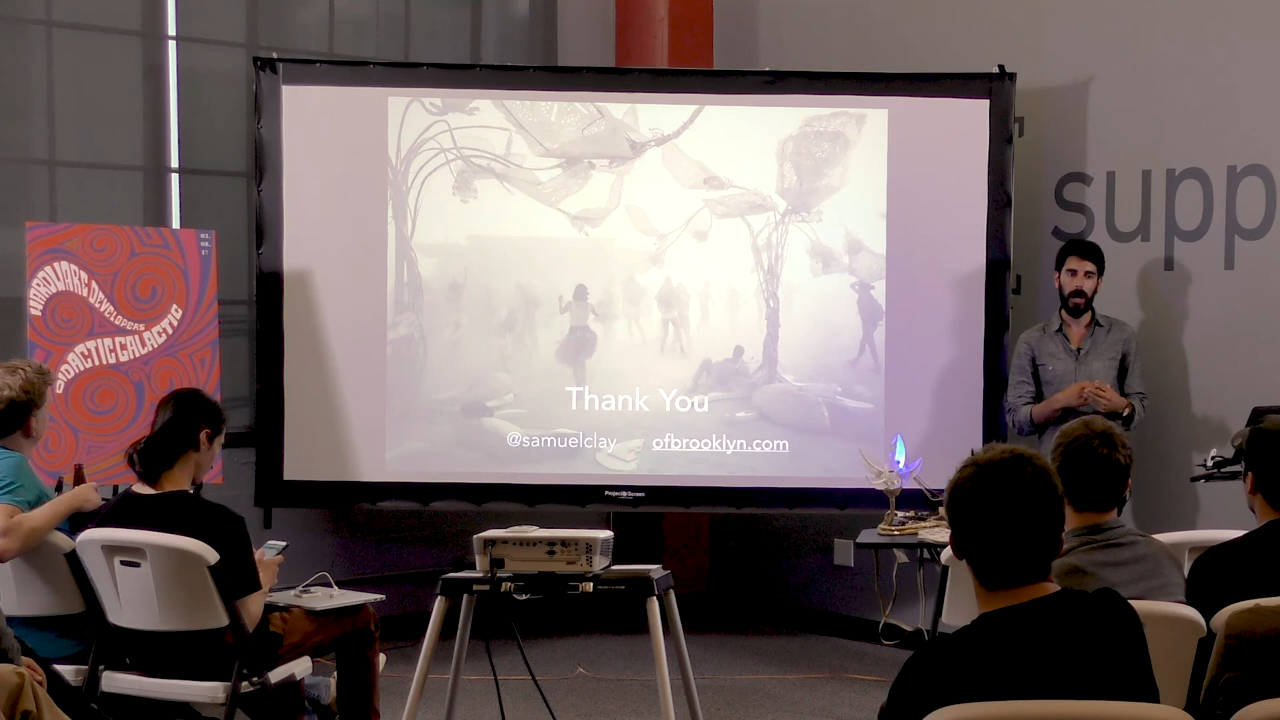 HARDWARE DEVELOPERS
DIDACTIC GALACTIC
Thank You
@samuelclay ofbrooklyn.com
supp